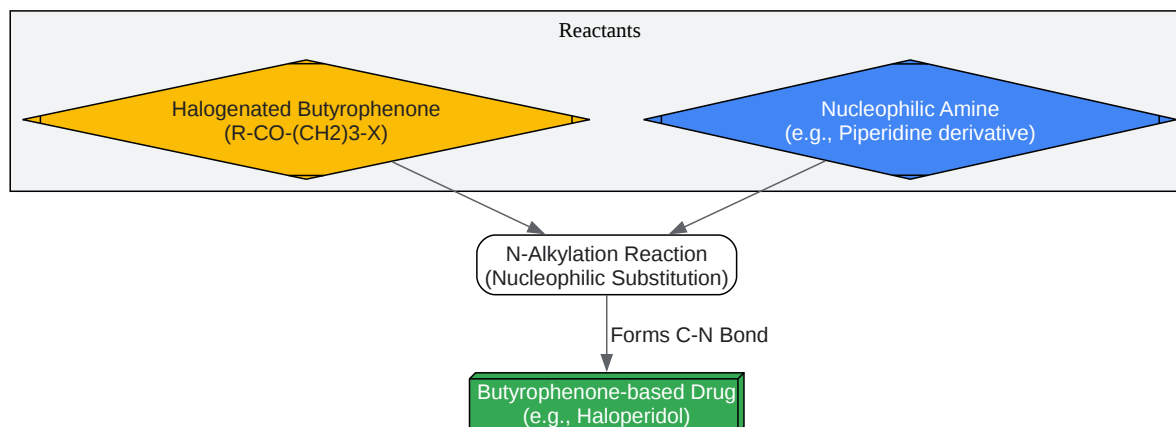 Reactants
Halogenated Butyrophenone
(R-CO-(CH2)3-X)
Nucleophilic Amine
(e.g., Piperidine derivative)
N-Alkylation Reaction
(Nucleophilic Substitution)
Forms C-N Bond
Butyrophenone-based Drug
(e.g., Haloperidol)